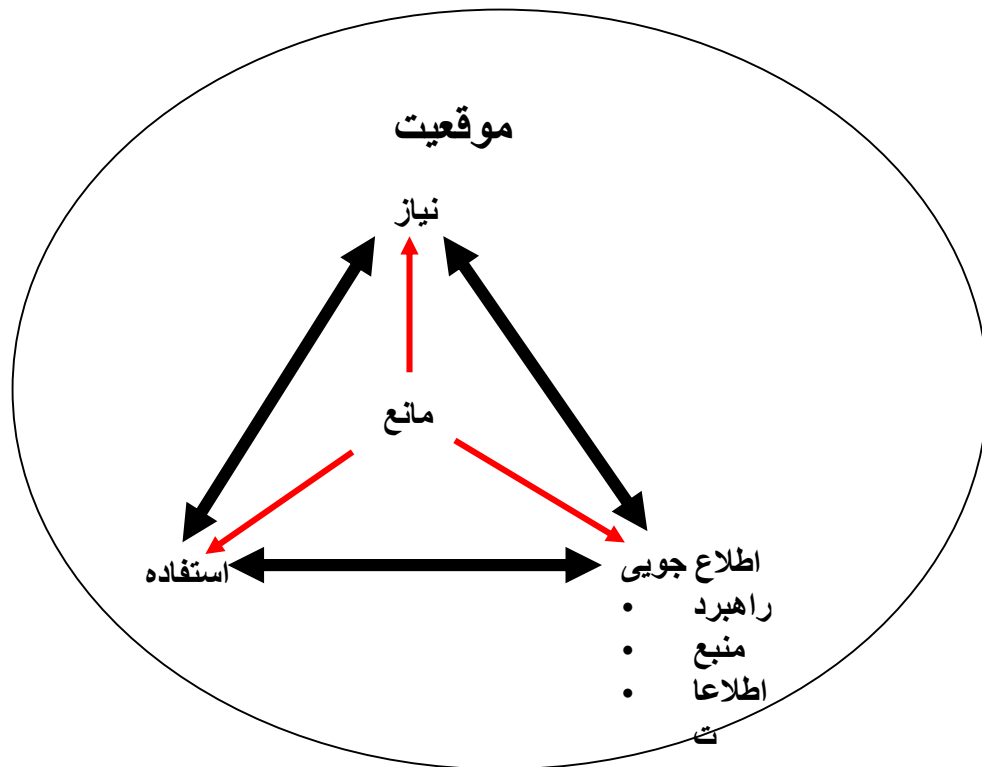 موقعیت
نیاز
مانع
استفاده
اطلاع جویی
• راهبرد
• منبع
• اطلاعا
ت